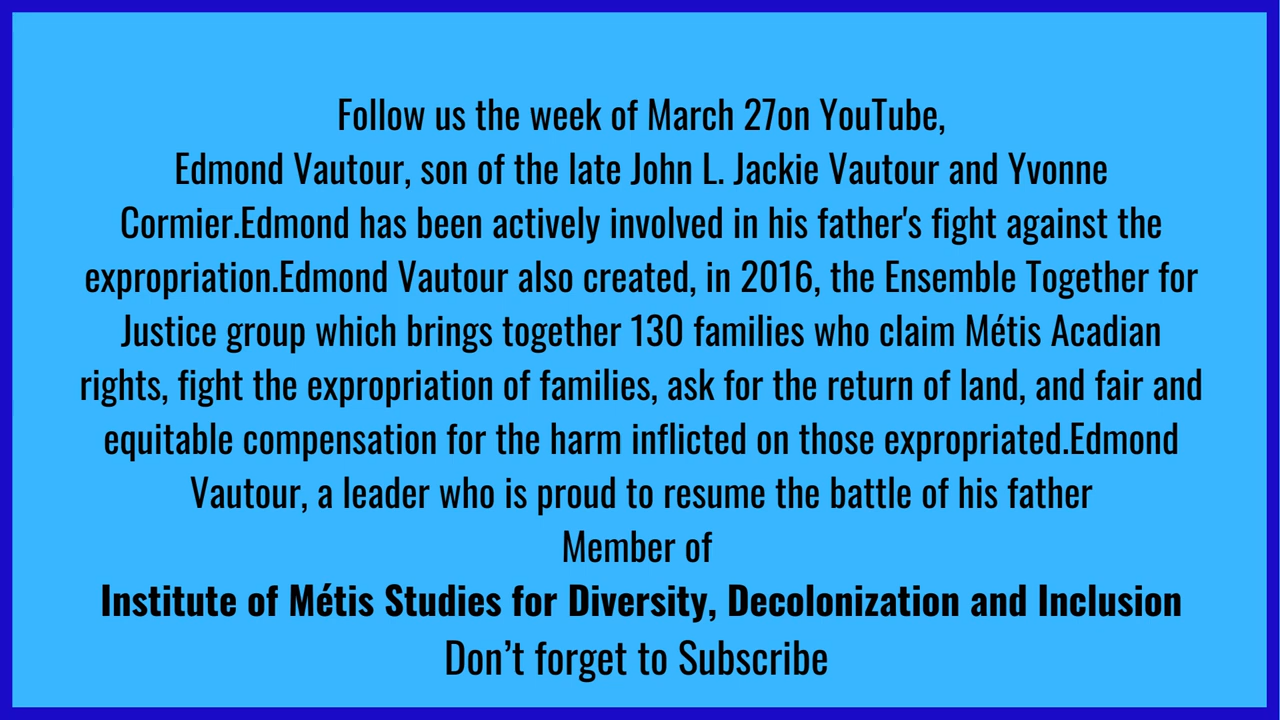 Follow us the week of March 27on YouTube,
Edmond Vautour, son of the late John L. Jackie Vautour and Yvonne
Cormier.Edmond has been actively involved in his father's fight against the
expropriation.Edmond Vautour also created, in 2016, the Ensemble Together for
Justice group which brings together 130 families who claim Métis Acadian
rights, fight the expropriation of families, ask for the return of land, and fair and
equitable compensation for the harm inflicted on those expropriated.Edmond
Vautour, a leader who is proud to resume the battle of his father
Member of
Institute of Métis Studies for Diversity, Decolonization and Inclusion
Don’t forget to Subscribe